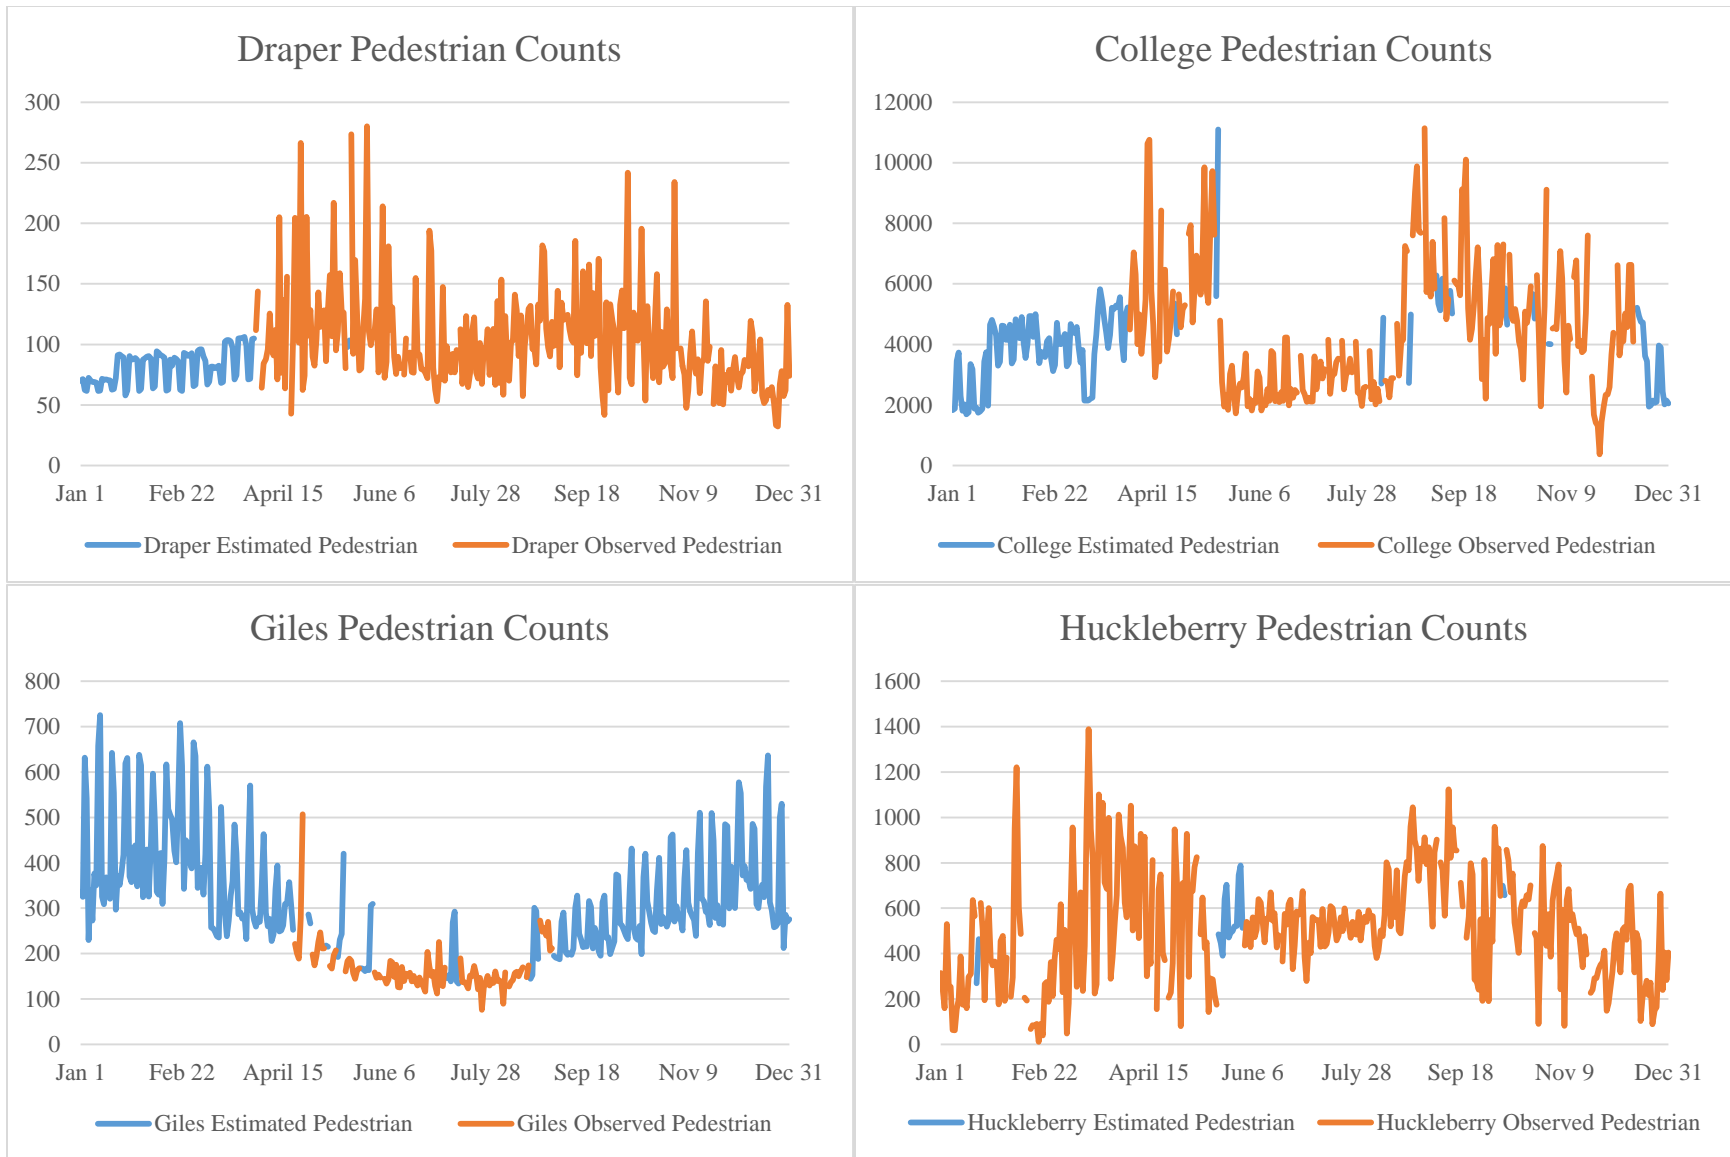 Draper Pedestrian Counts
300
250
200
150
100
50
0
Jan 1 Feb 22 April 15 June 6 July 28 Sep 18 Nov 9 Dec 31
Draper Estimated Pedestrian Draper Observed Pedestrian
College Pedestrian Counts
12000
10000
8000
6000
4000
2000
0
Jan 1 Feb 22 April 15 June 6 July 28 Sep 18 Nov 9 Dec 31
College Estimated Pedestrian College Observed Pedestrian
Giles Pedestrian Counts
800
700
600
500
400
300
200
100
0
Jan 1 Feb 22 April 15 June 6 July 28 Sep 18 Nov 9 Dec 31
Giles Estimated Pedestrian Giles Observed Pedestrian
Huckleberry Pedestrian Counts
1600
1400
1200
1000
800
600
400
200
0
Jan 1 Feb 22 April 15 June 6 July 28 Sep 18 Nov 9 Dec 31
Huckleberry Estimated Pedestrian Huckleberry Observed Pedestrian